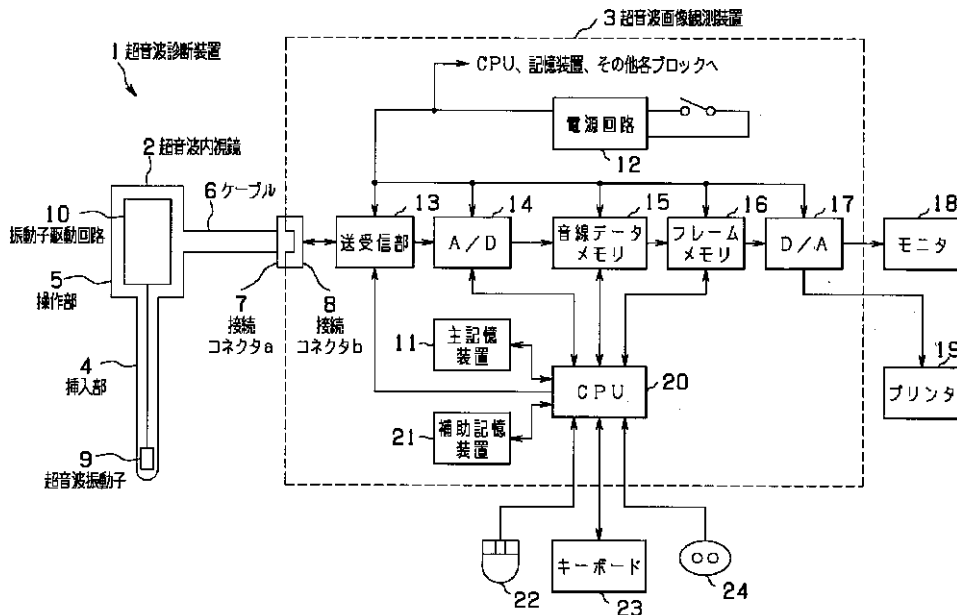 3 超音波画像観測装置
1 超音波診断装置
CPU、記憶装置、その他各ブロックへ
電源回路
12
2 超音波内視鏡
6 ケーブル
10
振動子駆動回路
5
操作部
4
挿入部
9
超音波振動子
7
接続
コネクタa
8
接続
コネクタb
13
送受信部
14
A/D
15
音線データ
メモリ
16
フレーム
メモリ
17
D/A
18
モニタ
19
プリンタ
11
主記憶
装置
CPU
20
21
補助記憶
装置
22
キーボード
23
24